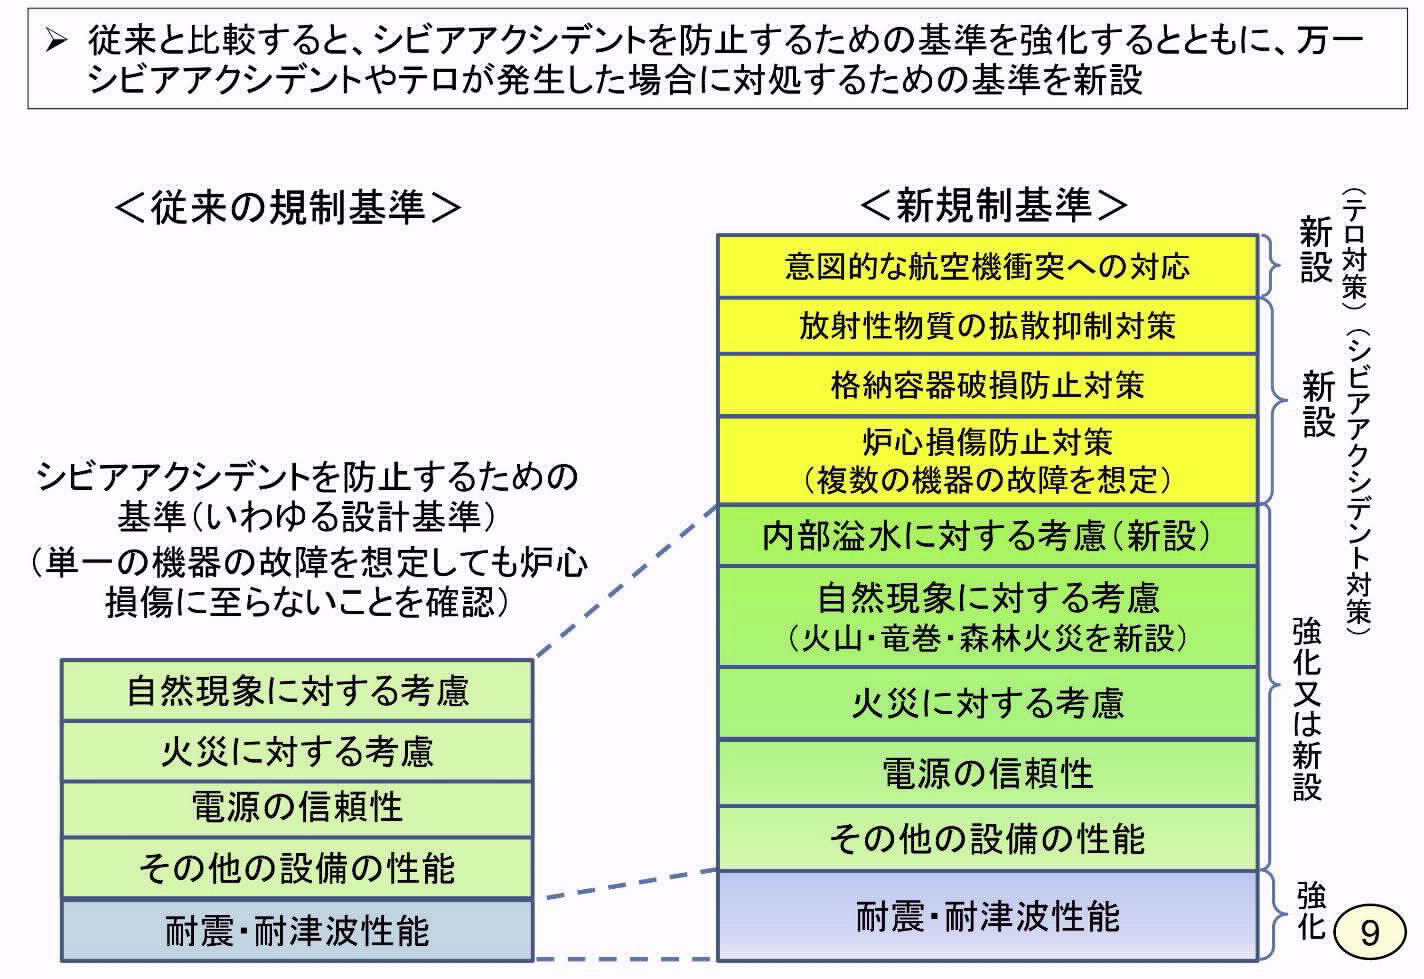 ➢ 従来と比較すると、シビアアクシデントを防止するための基準を強化するとともに、万一
シビアアクシデントやテロが発生した場合に対処するための基準を新設
＜従来の規制基準＞
シビアアクシデントを防止するための
基準（いわゆる設計基準）
（単一の機器の故障を想定しても炉心
損傷に至らないことを確認）
自然現象に対する考慮
火災に対する考慮
電源の信頼性
その他の設備の性能
耐震・耐津波性能
＜新規制基準＞
意図的な航空機衝突への対応
放射性物質の拡散抑制対策
格納容器破損防止対策
炉心損傷防止対策
（複数の機器の故障を想定）
内部溢水に対する考慮（新設）
自然現象に対する考慮
（火山・竜巻・森林火災を新設）
火災に対する考慮
電源の信頼性
その他の設備の性能
耐震・耐津波性能
（テロ対策）
新設
（シビアアクシデント対策）
新設
強化又は新設
強化
9